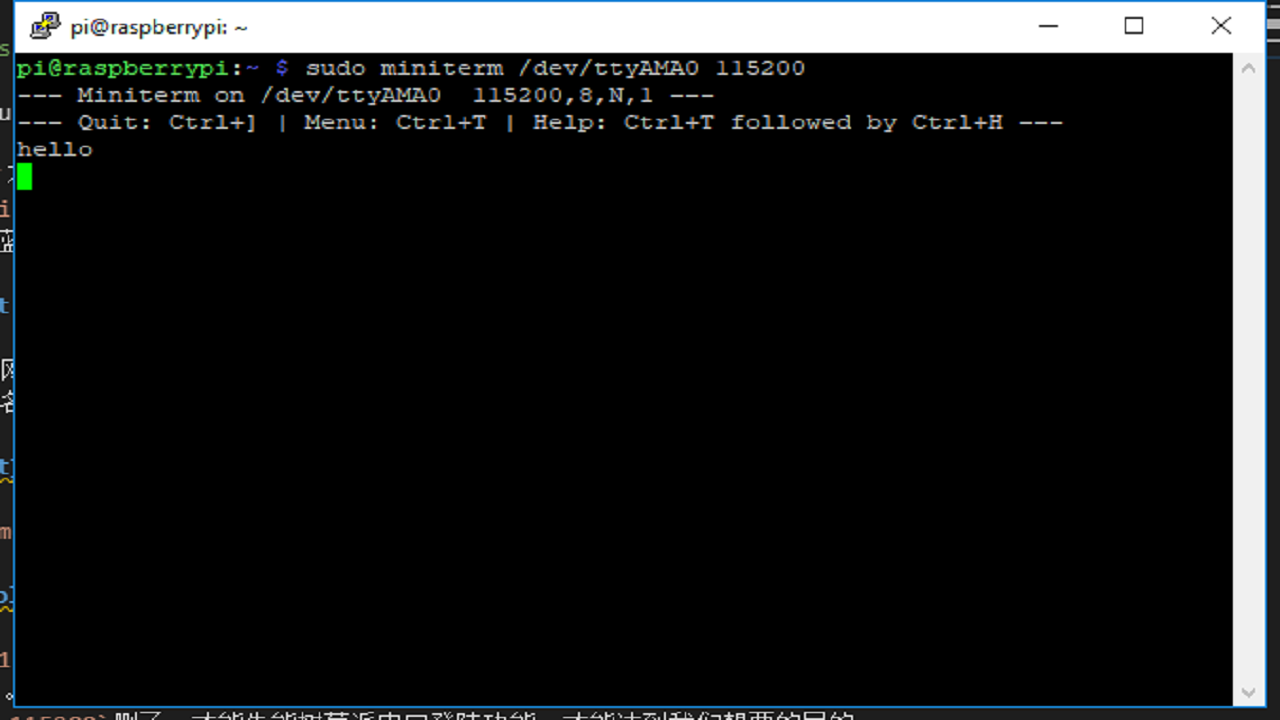 pi@raspberrypi: ~
pi@raspberrypi:~ $ sudo miniterm /dev/ttyAMA0 115200
--- Miniterm on /dev/ttyAMA0  115200,8,N,1 ---
--- Quit: Ctrl+] | Menu: Ctrl+T | Help: Ctrl+T followed by Ctrl+H ---
hello